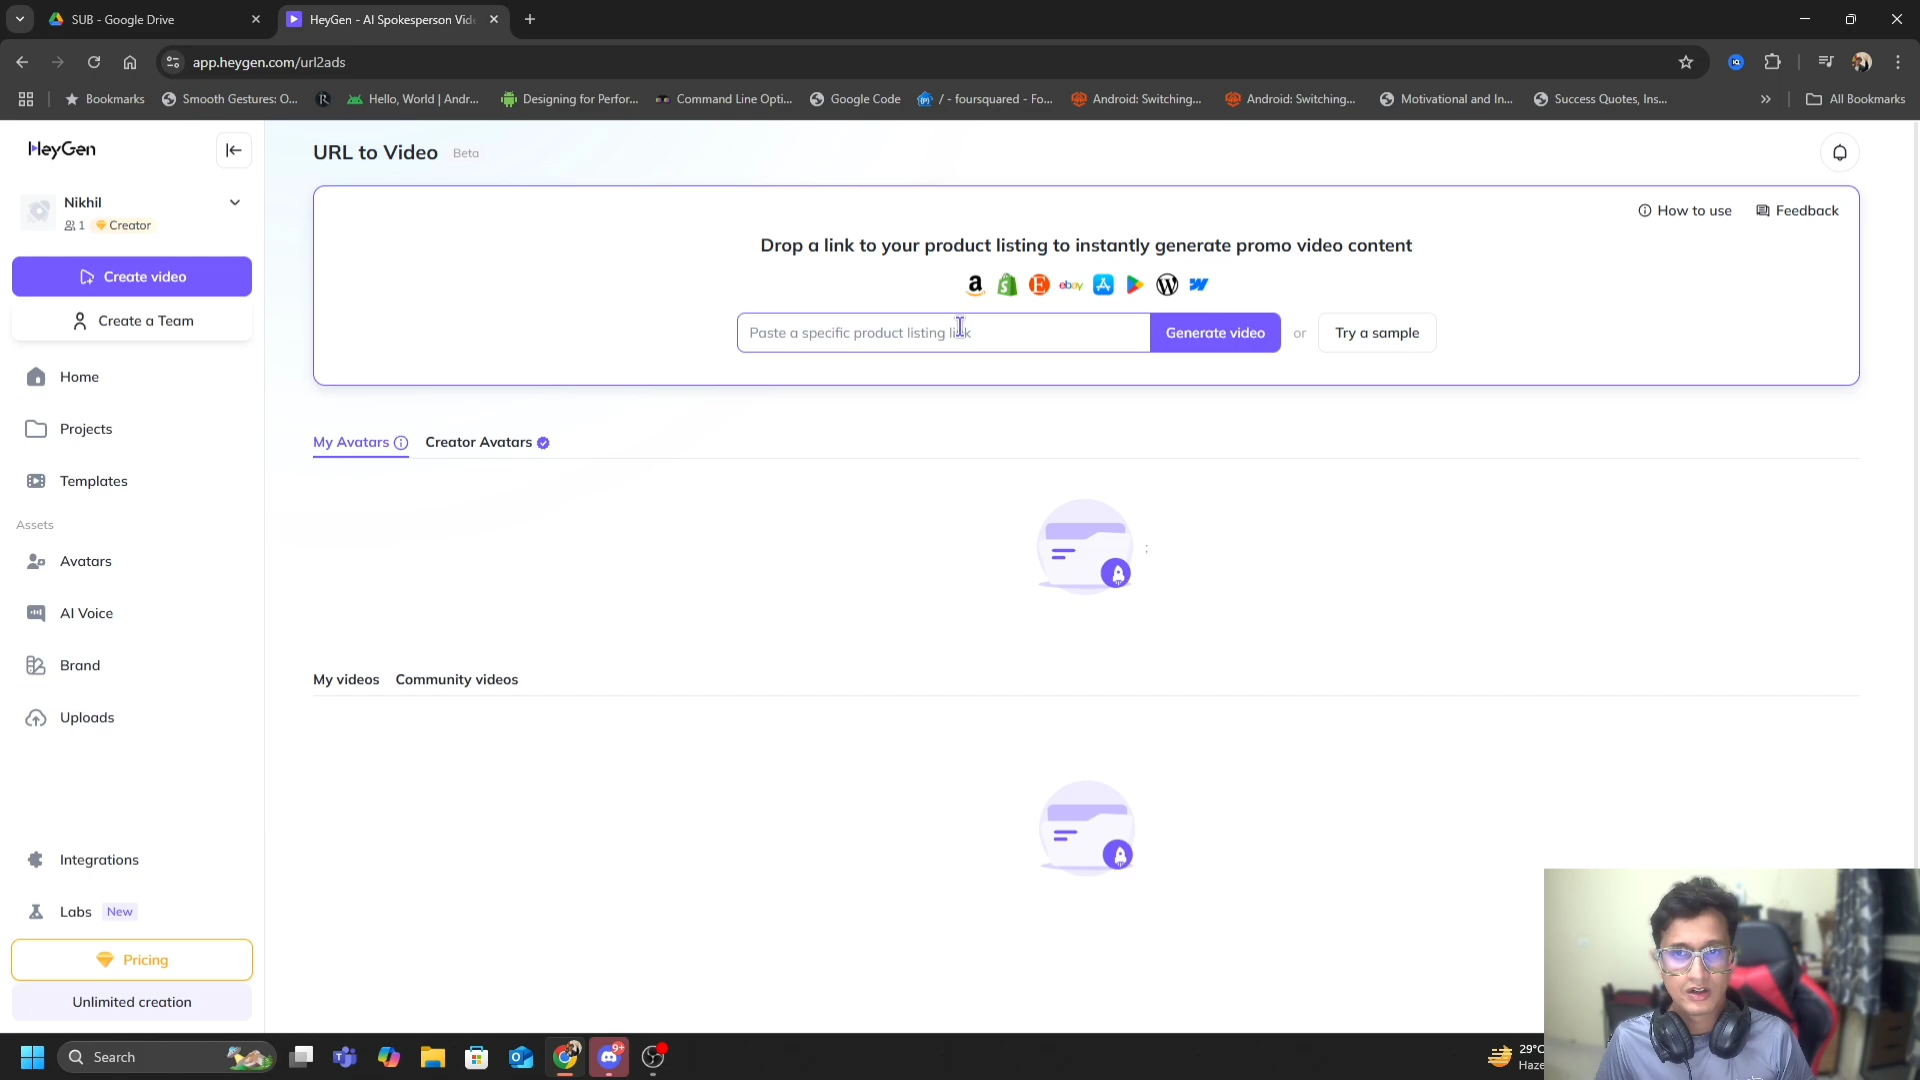 SUB - Google Drive
HeyGen - AI Spokesperson Vid
app.heygen.com/url2ads
Bookmarks
Smooth Gestures: O...
Hello, World | Andr...
Designing for Perfor...
Command Line Opti...
Google Code
/ - foursquared - Fo...
Android: Switching...
Android: Switching...
Motivational and In...
Success Quotes, Ins...
»
All Bookmarks
HeyGen
Nikhil
1 Creator
Create video
Create a Team
Home
Projects
Templates
Assets
Avatars
AI Voice
Brand
Uploads
Integrations
Labs New
Pricing
Unlimited creation
URL to Video Beta
How to use
Feedback
Drop a link to your product listing to instantly generate promo video content
ebay
Paste a specific product listing link
Generate video
or
Try a sample
My Avatars
Creator Avatars
;
My videos
Community videos
Search
9+
29°C
Haze